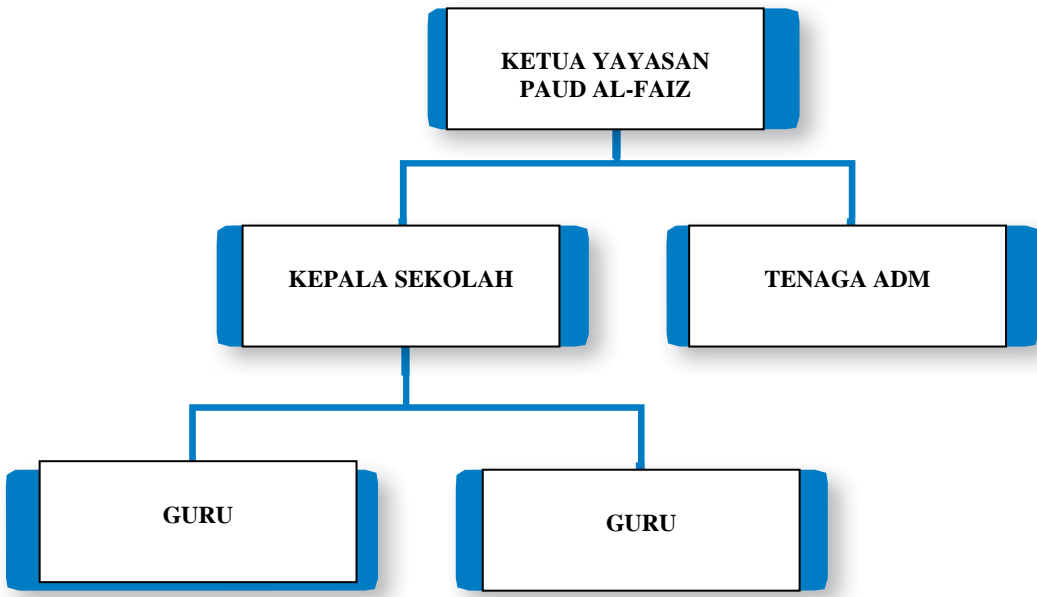 KETUA YAYASAN
PAUD AL-FAIZ
KEPALA SEKOLAH
TENAGA ADM
GURU
GURU